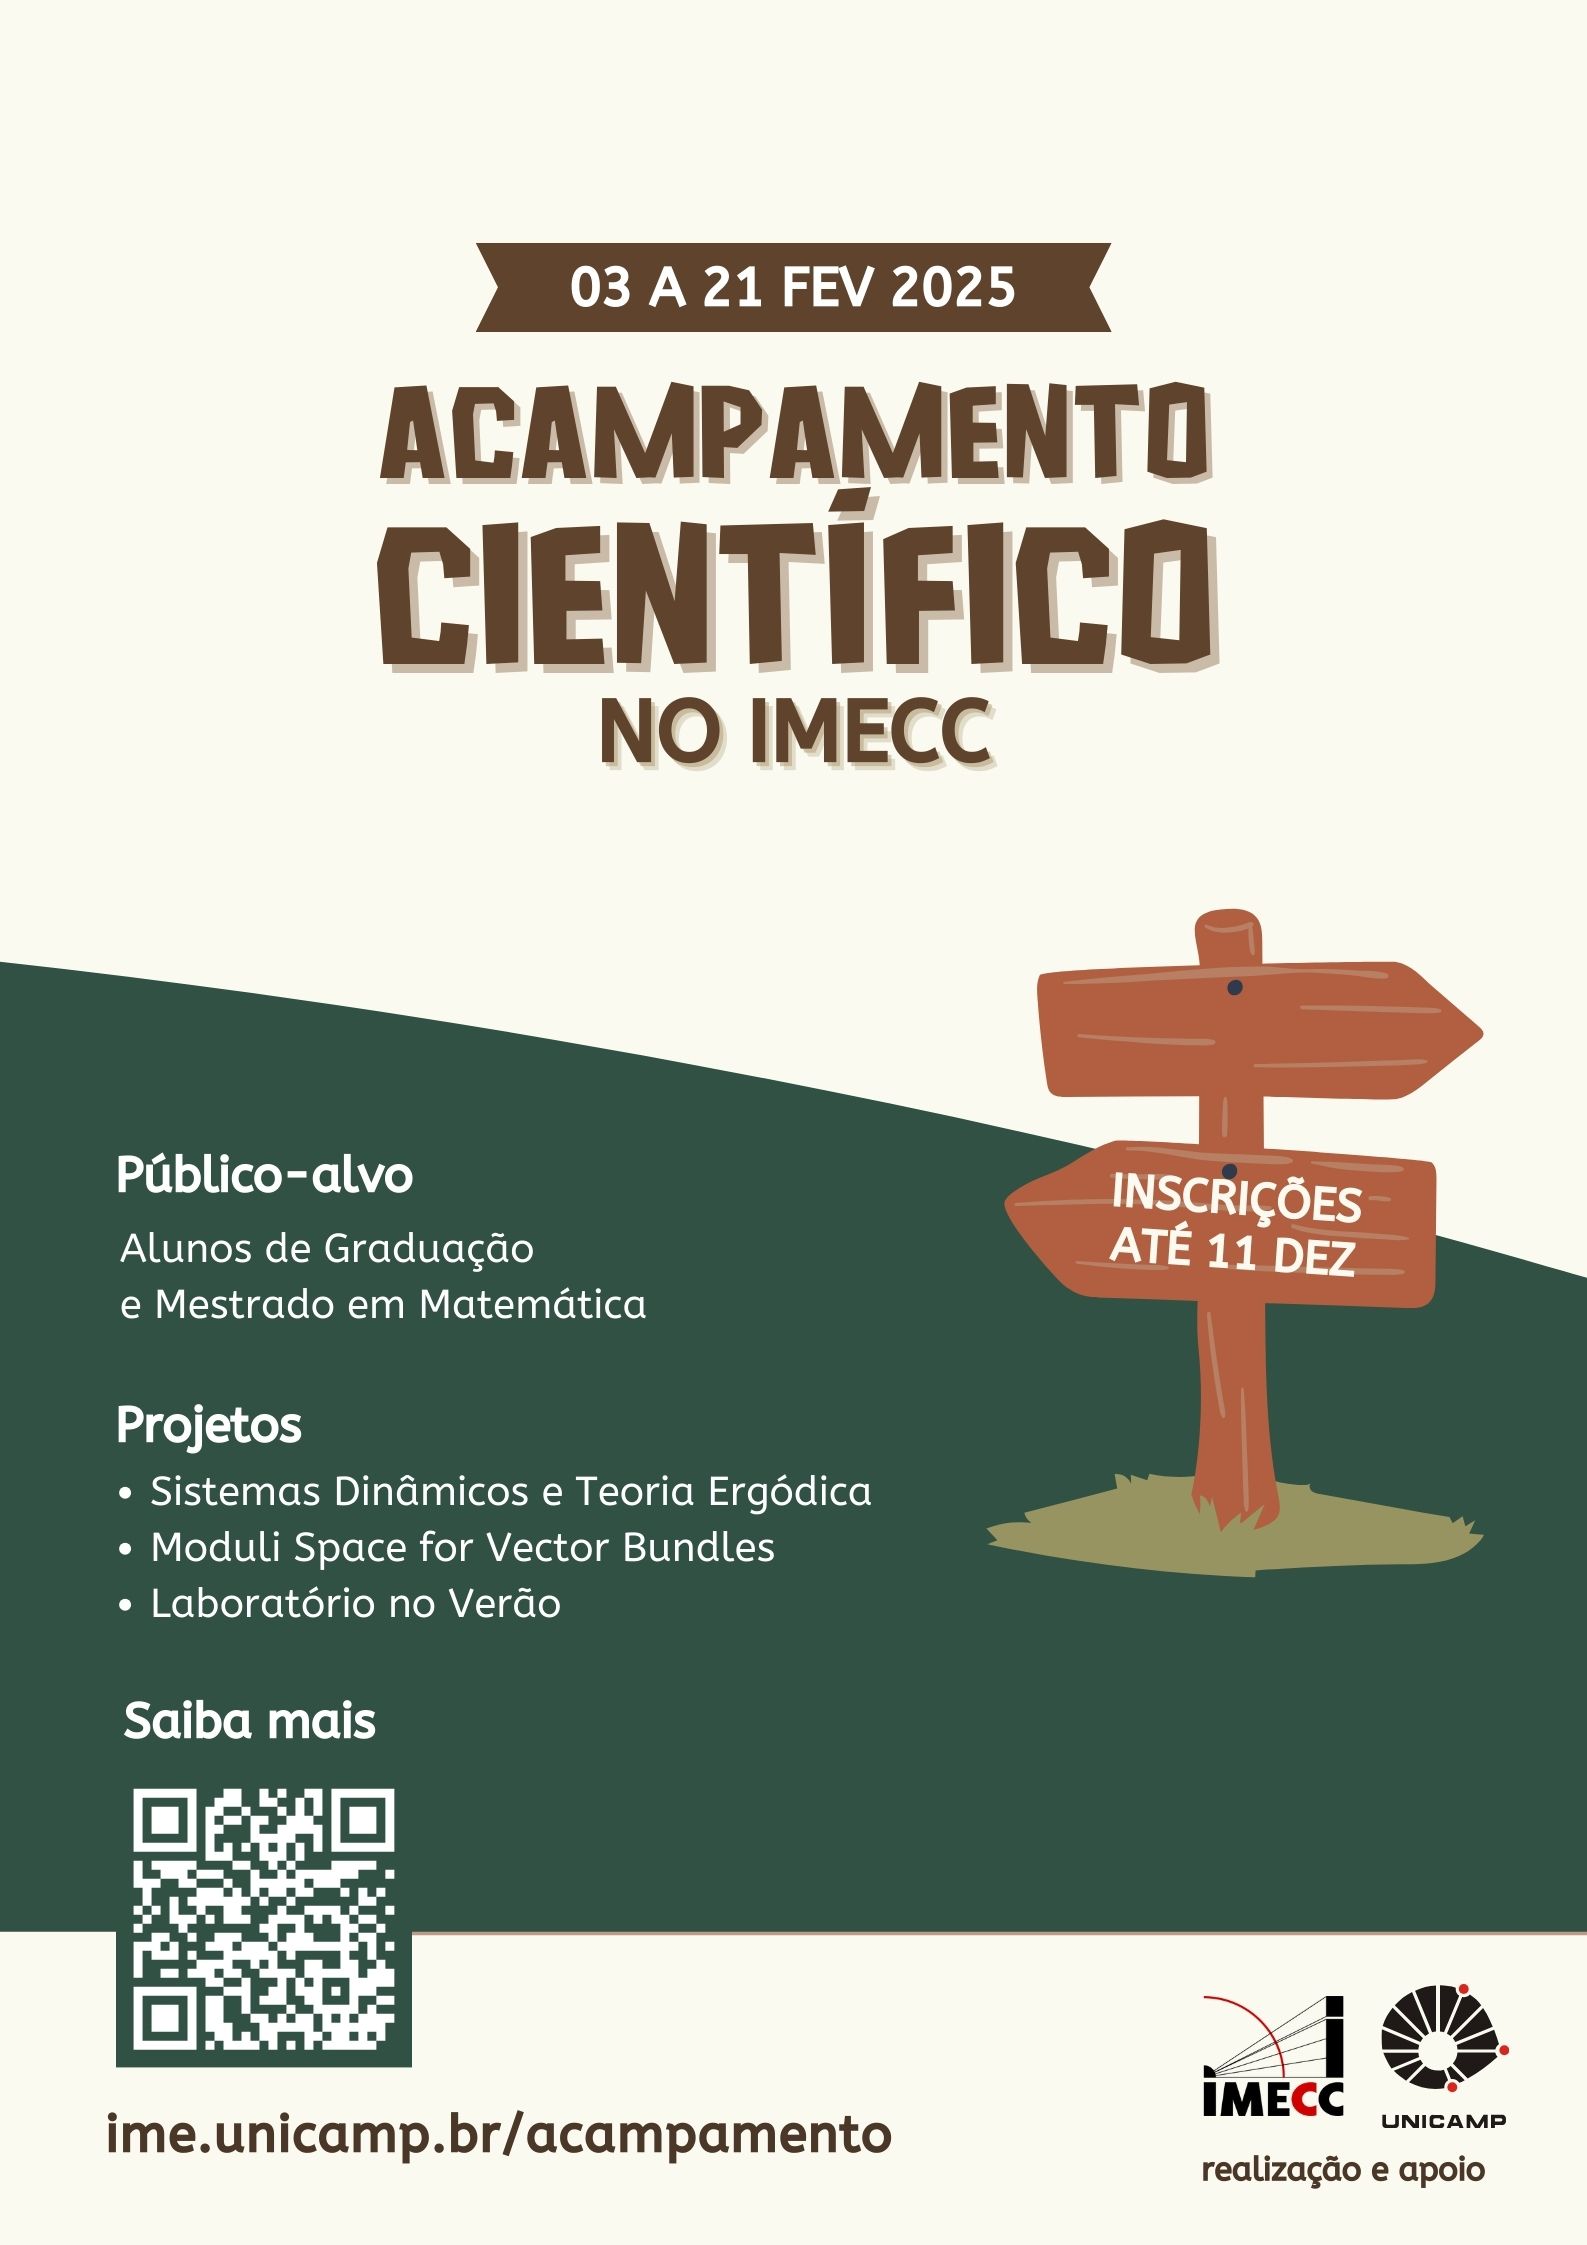 03 A 21 FEV 2025
ACAMPAMENTO
CIENTÍFICO
NO IMECC
INSCRIÇÕES
ATÉ 11 DEZ
Público-alvo
Alunos de Graduação
e Mestrado em Matemática
Projetos
• Sistemas Dinâmicos e Teoria Ergódica
• Moduli Space for Vector Bundles
• Laboratório no Verão
Saiba mais
ime.unicamp.br/acampamento
IMECC
UNICAMP
realização e apoio